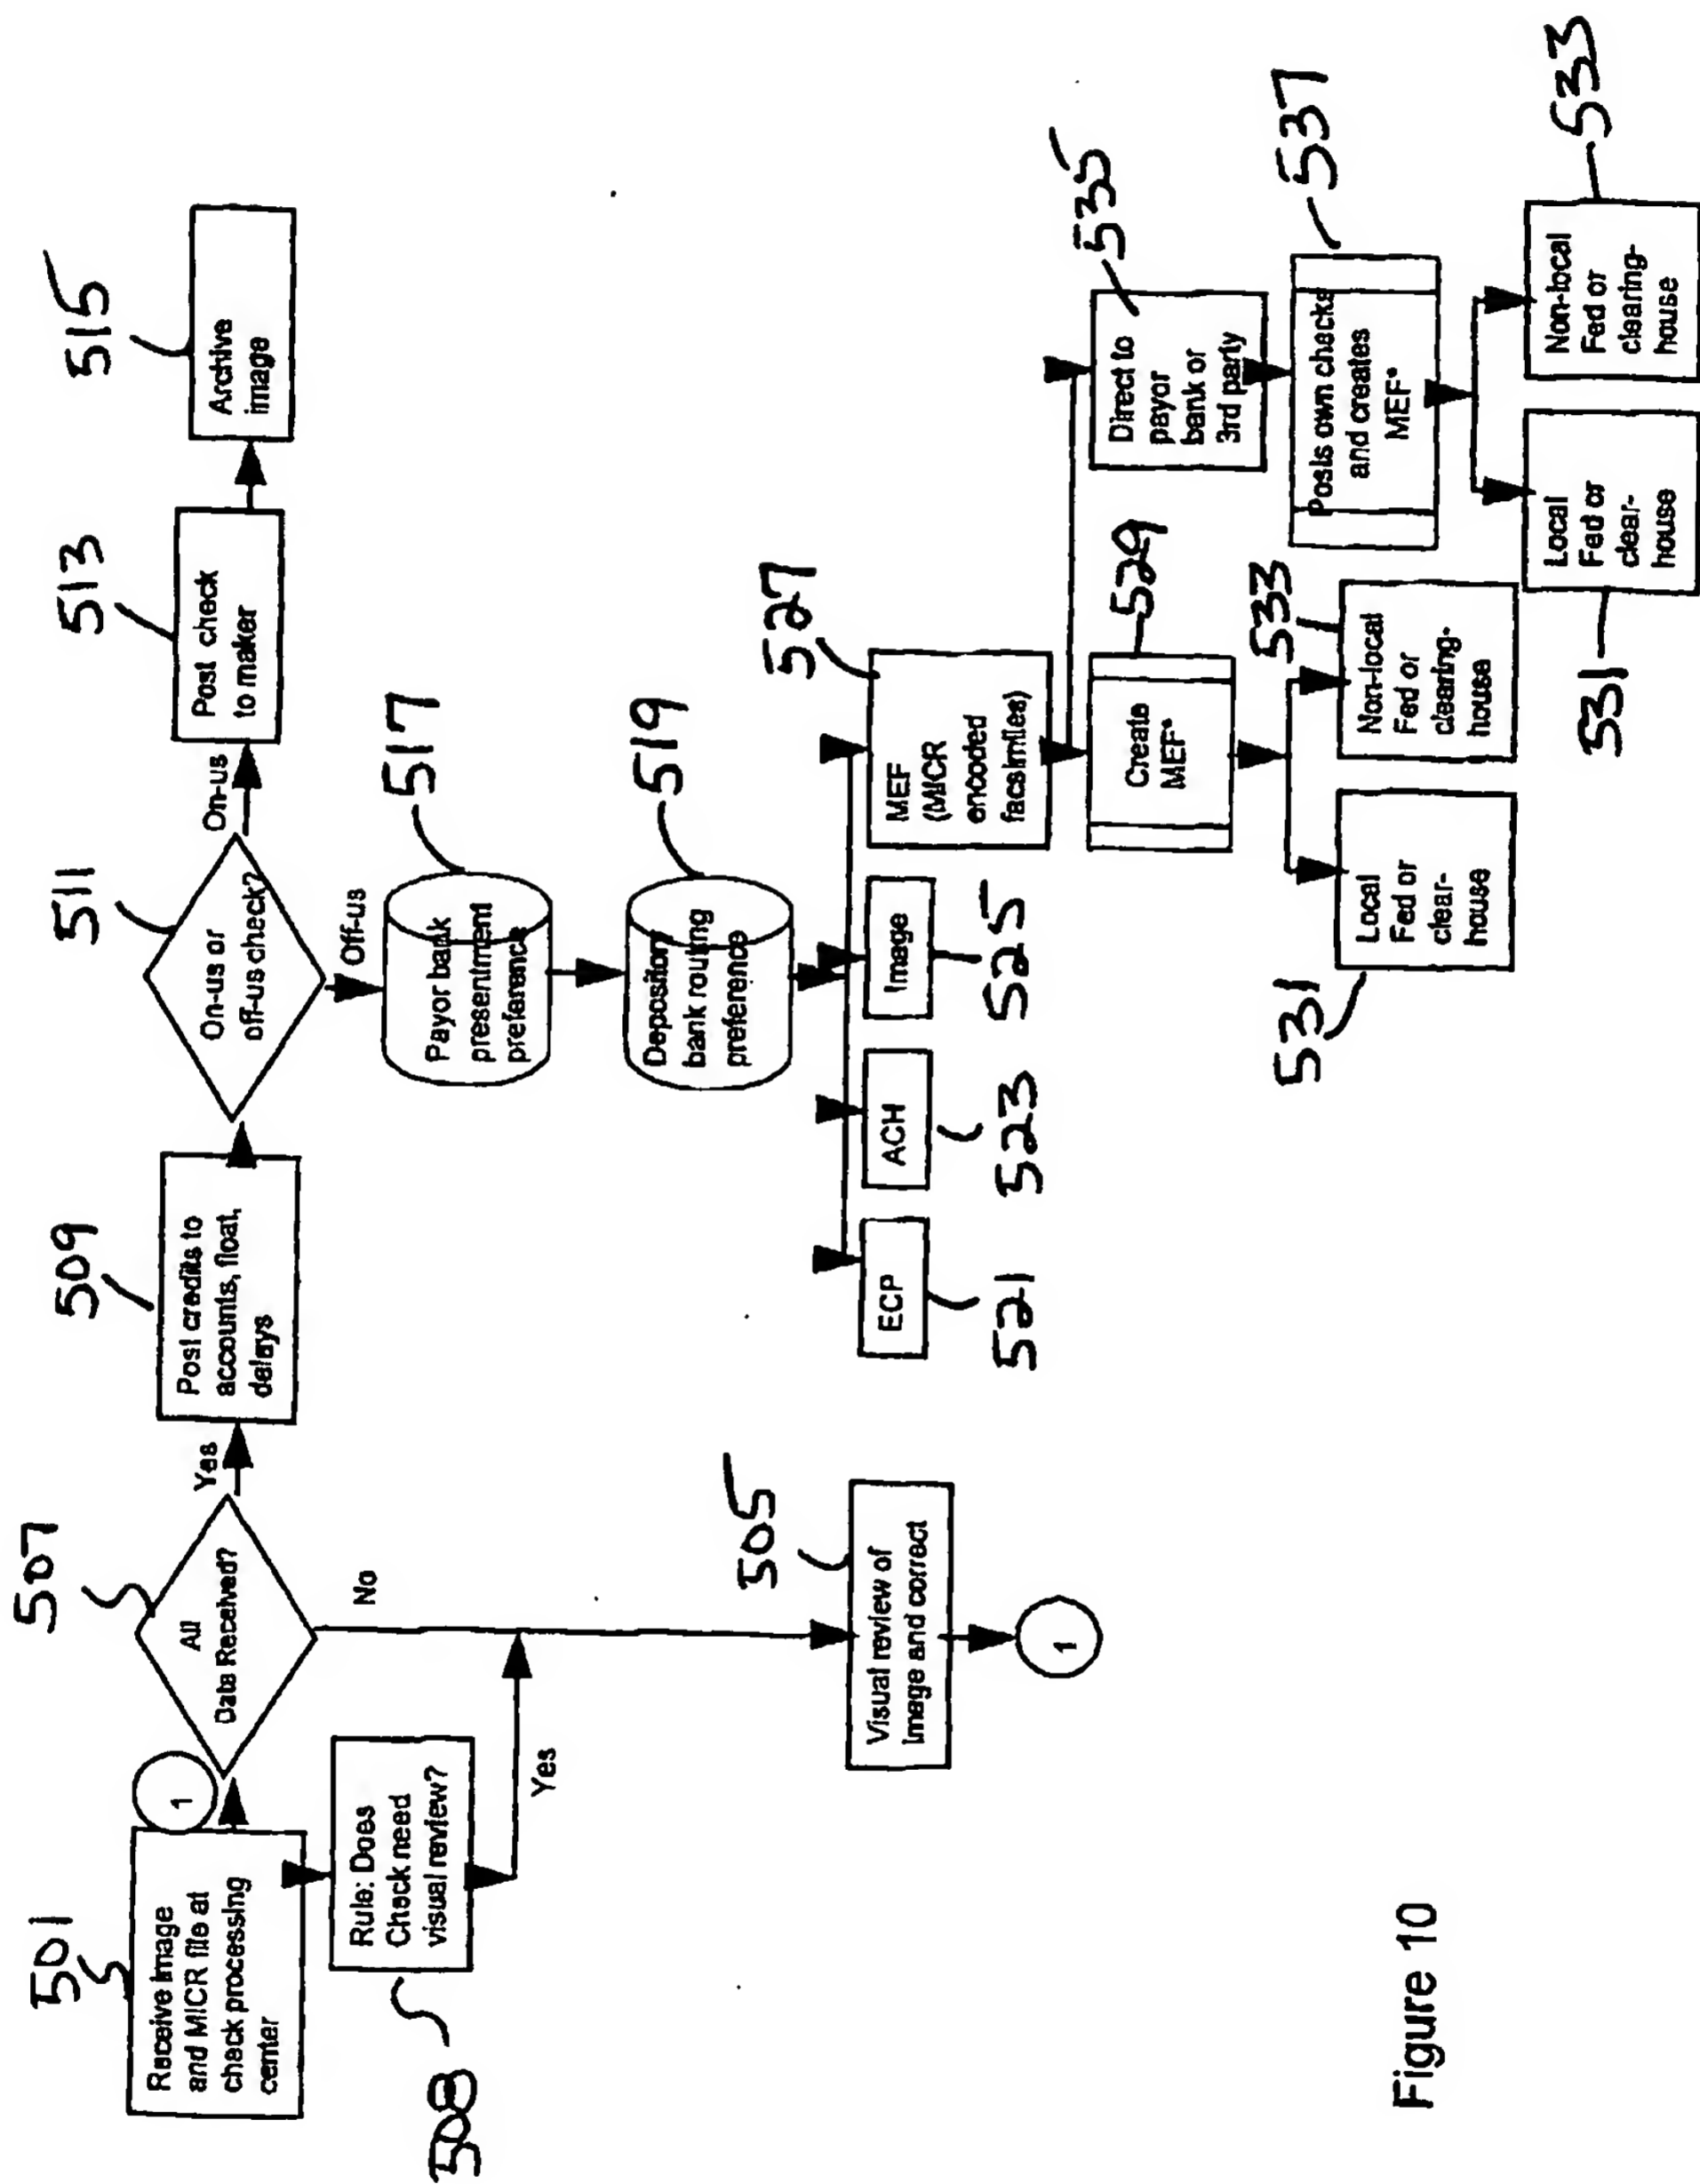 501
Receive image
and MICR file at
check processing
center
1
507
All
Data Received?
Yes
No
509
Post credits to
accounts, float,
delays
511
On-us or
off-us check?
On-us
Off-us
513
Post check
to maker
515
Archive
image
508
Rule: Does
Check need
visual review?
Yes
505
Visual review of
image and correct
1
517
Payor bank
presentment
preference
519
Depository
bank routing
preference
521
ECP
523
ACH
525
Image
527
MEF
(MICR
encoded
facsimiles)
529
Create
MEF*
531
Local
Fed or
clear-
house
533
Non-local
Fed or
clearing-
house
535
Direct to
payor
bank or
3rd party
537
Posts own checks
and creates
MEF*
531
Local
Fed or
clear-
house
533
Non-local
Fed or
clearing-
house
Figure 10